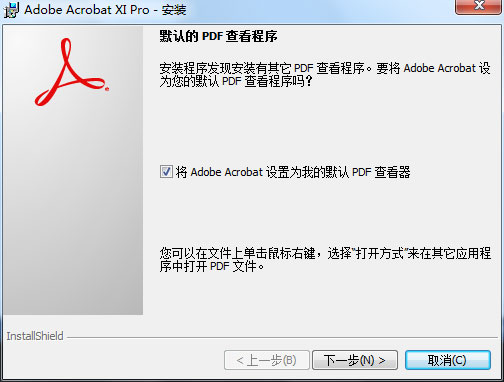 Adobe Acrobat XI Pro - 安装
默认的 PDF 查看程序
安装程序发现安装有其它 PDF 查看程序。要将 Adobe Acrobat 设
为您的默认 PDF 查看程序吗?
将 Adobe Acrobat 设置为我的默认 PDF 查看器
您可以在文件上单击鼠标右键，选择“打开方式”来在其它应用程
序中打开 PDF 文件。
InstallShield
< 上一步(B)
下一步(N) >
取消(C)